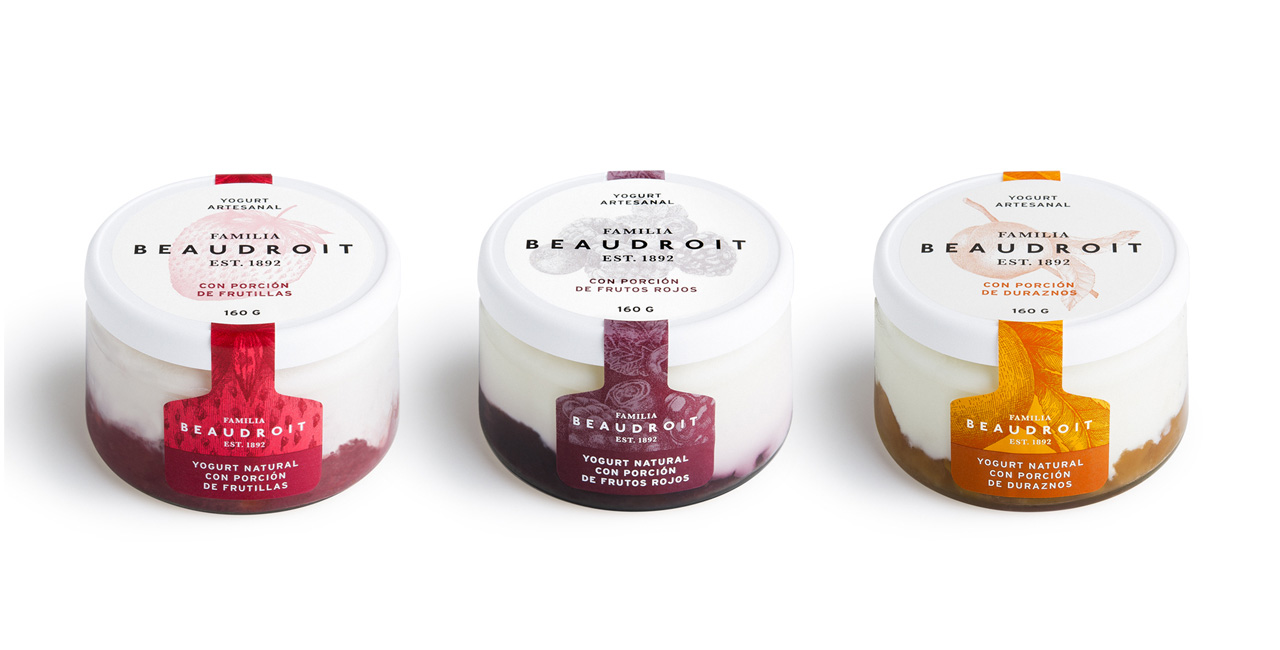 YOGURT
ARTESANAL
FAMILIA
BEAUDROIT
EST. 1892
CON PORCIÓN
DE FRUTILLAS
160 G
FAMILIA
BEAUDROIT
EST. 1892
YOGURT NATURAL
CON PORCIÓN
DE FRUTILLAS
YOGURT
ARTESANAL
FAMILIA
BEAUDROIT
EST. 1892
CON PORCIÓN
DE FRUTOS ROJOS
160 G
FAMILIA
BEAUDROIT
EST. 1892
YOGURT NATURAL
CON PORCIÓN
DE FRUTOS ROJOS
YOGURT
ARTESANAL
FAMILIA
BEAUDROIT
EST. 1892
CON PORCIÓN
DE DURAZNOS
160 G
FAMILIA
BEAUDROIT
EST. 1892
YOGURT NATURAL
CON PORCIÓN
DE DURAZNOS